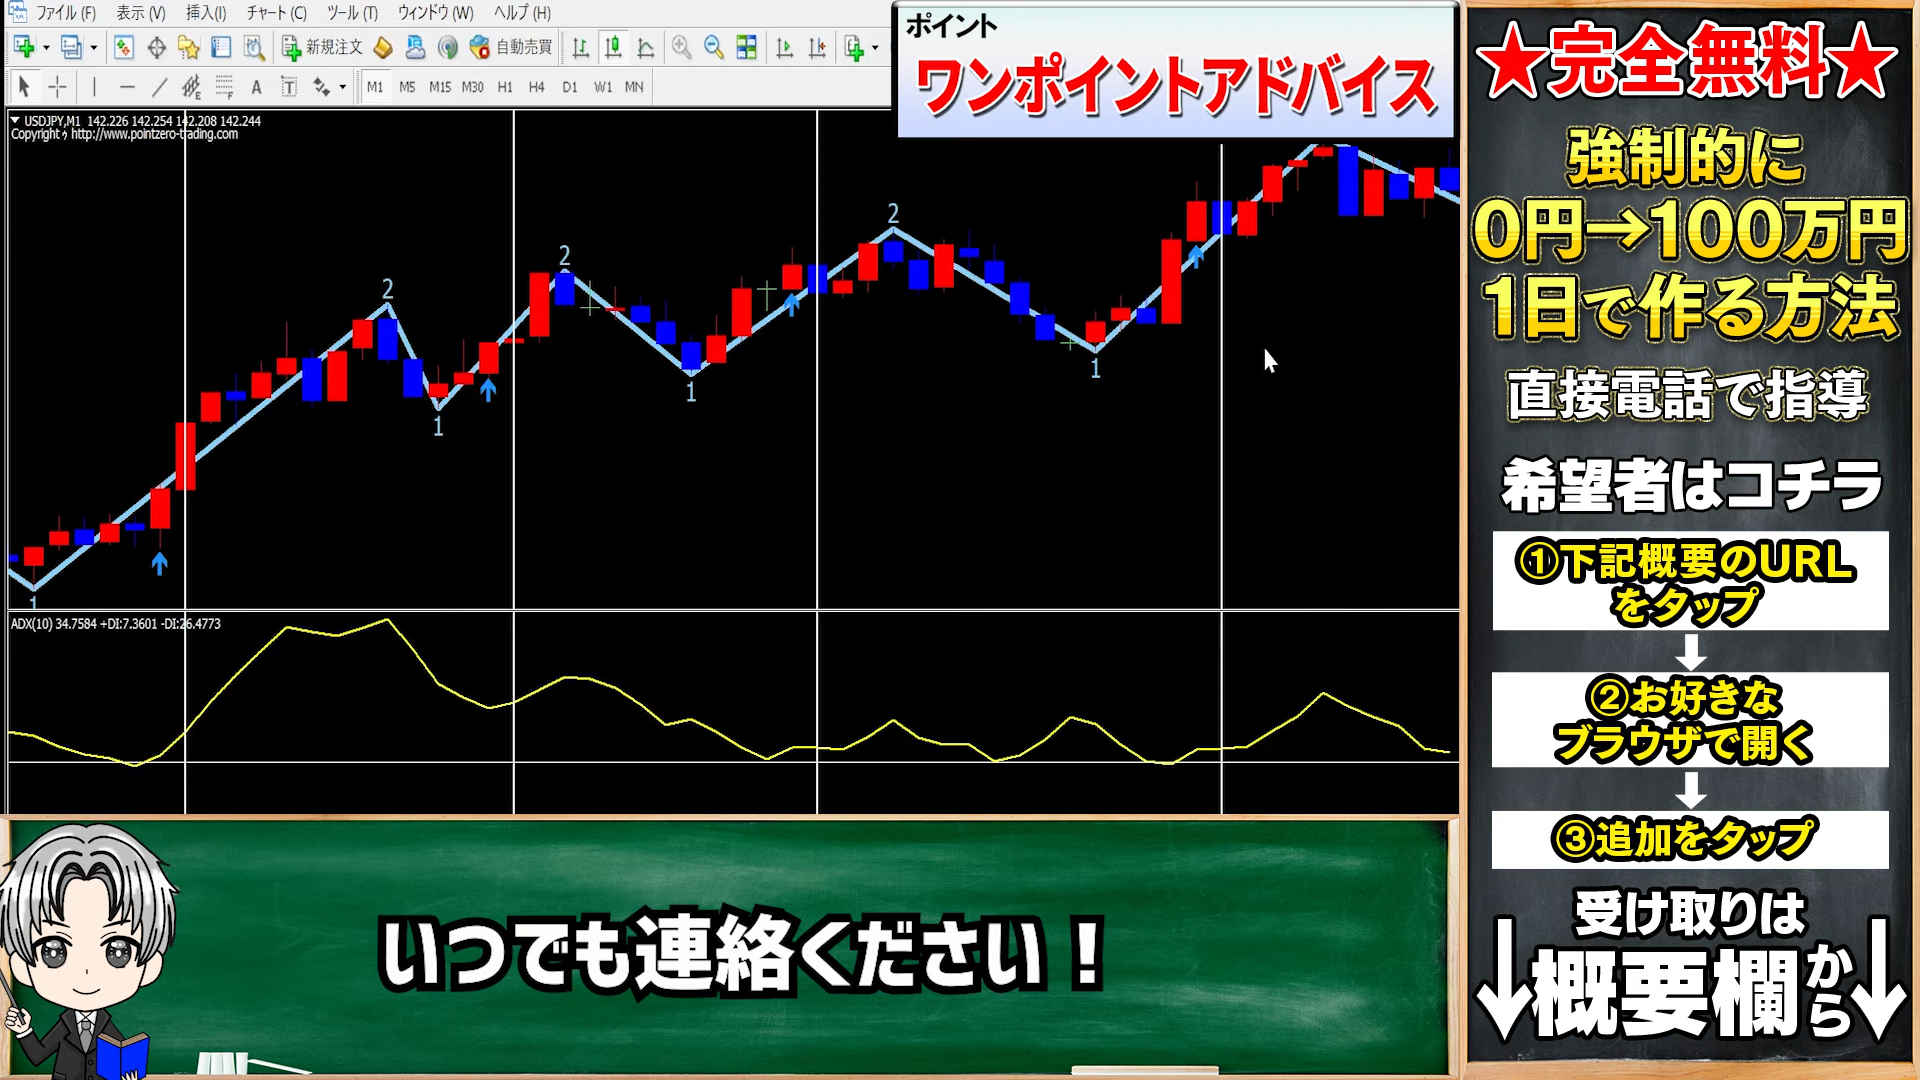 ファイル (F) 表示 (V) 挿入(I) チャート (C) ツール (T) ウィンドウ (W) ヘルプ (H)
新規注文 自動売買
A T M1 M5 M15 M30 H1 H4 D1 W1 MN
ポイント
ワンポイントアドバイス
USDJPY,M1 142.226 142.254 142.208 142.244
http://www.pointzero-trading.com
2
2
2
1
1
1
1
ADX(10) 34.7584 +DI:7.3601 -DI:26.4773
いつでも連絡ください！
★完全無料★
強制的に
0円→100万円
1日で作る方法
直接電話で指導
希望者はコチラ
①下記概要のURL
をタップ
②お好きな
ブラウザで開く
③追加をタップ
受け取りは
概要欄から